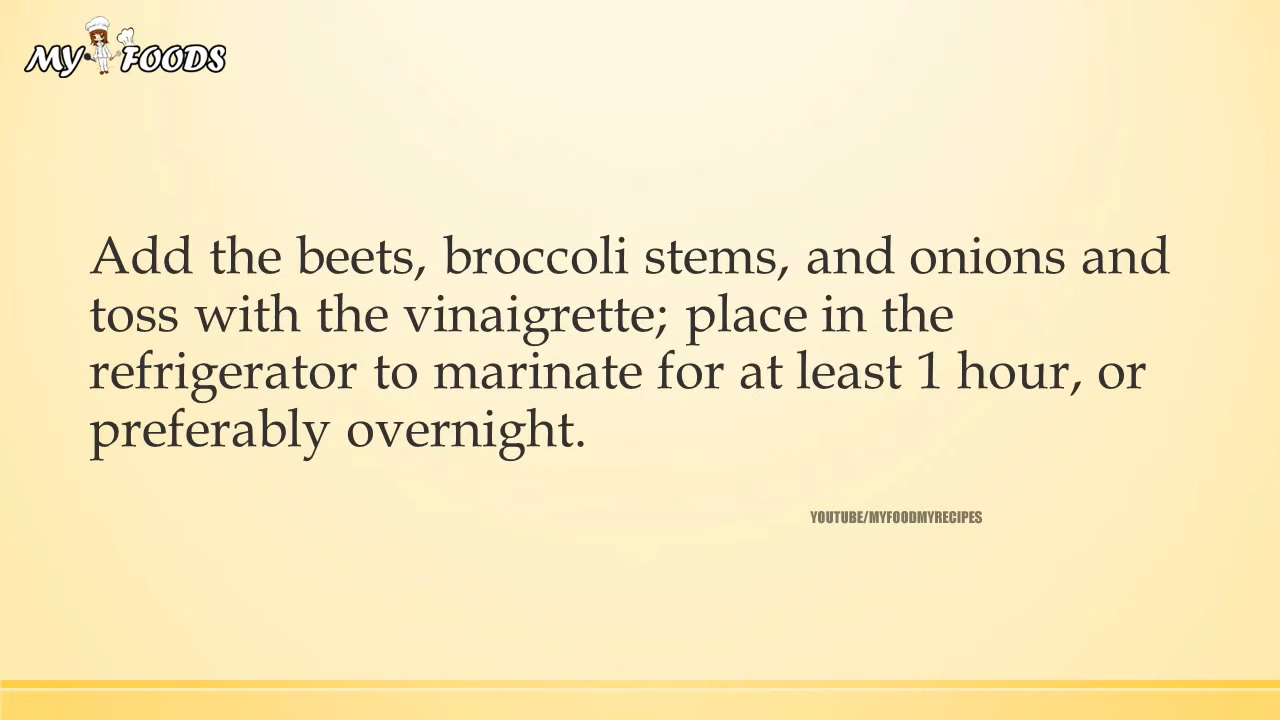 MY FOODS
Add the beets, broccoli stems, and onions and
toss with the vinaigrette; place in the
refrigerator to marinate for at least 1 hour, or
preferably overnight.
YOUTUBE/MYFOODMYRECIPES